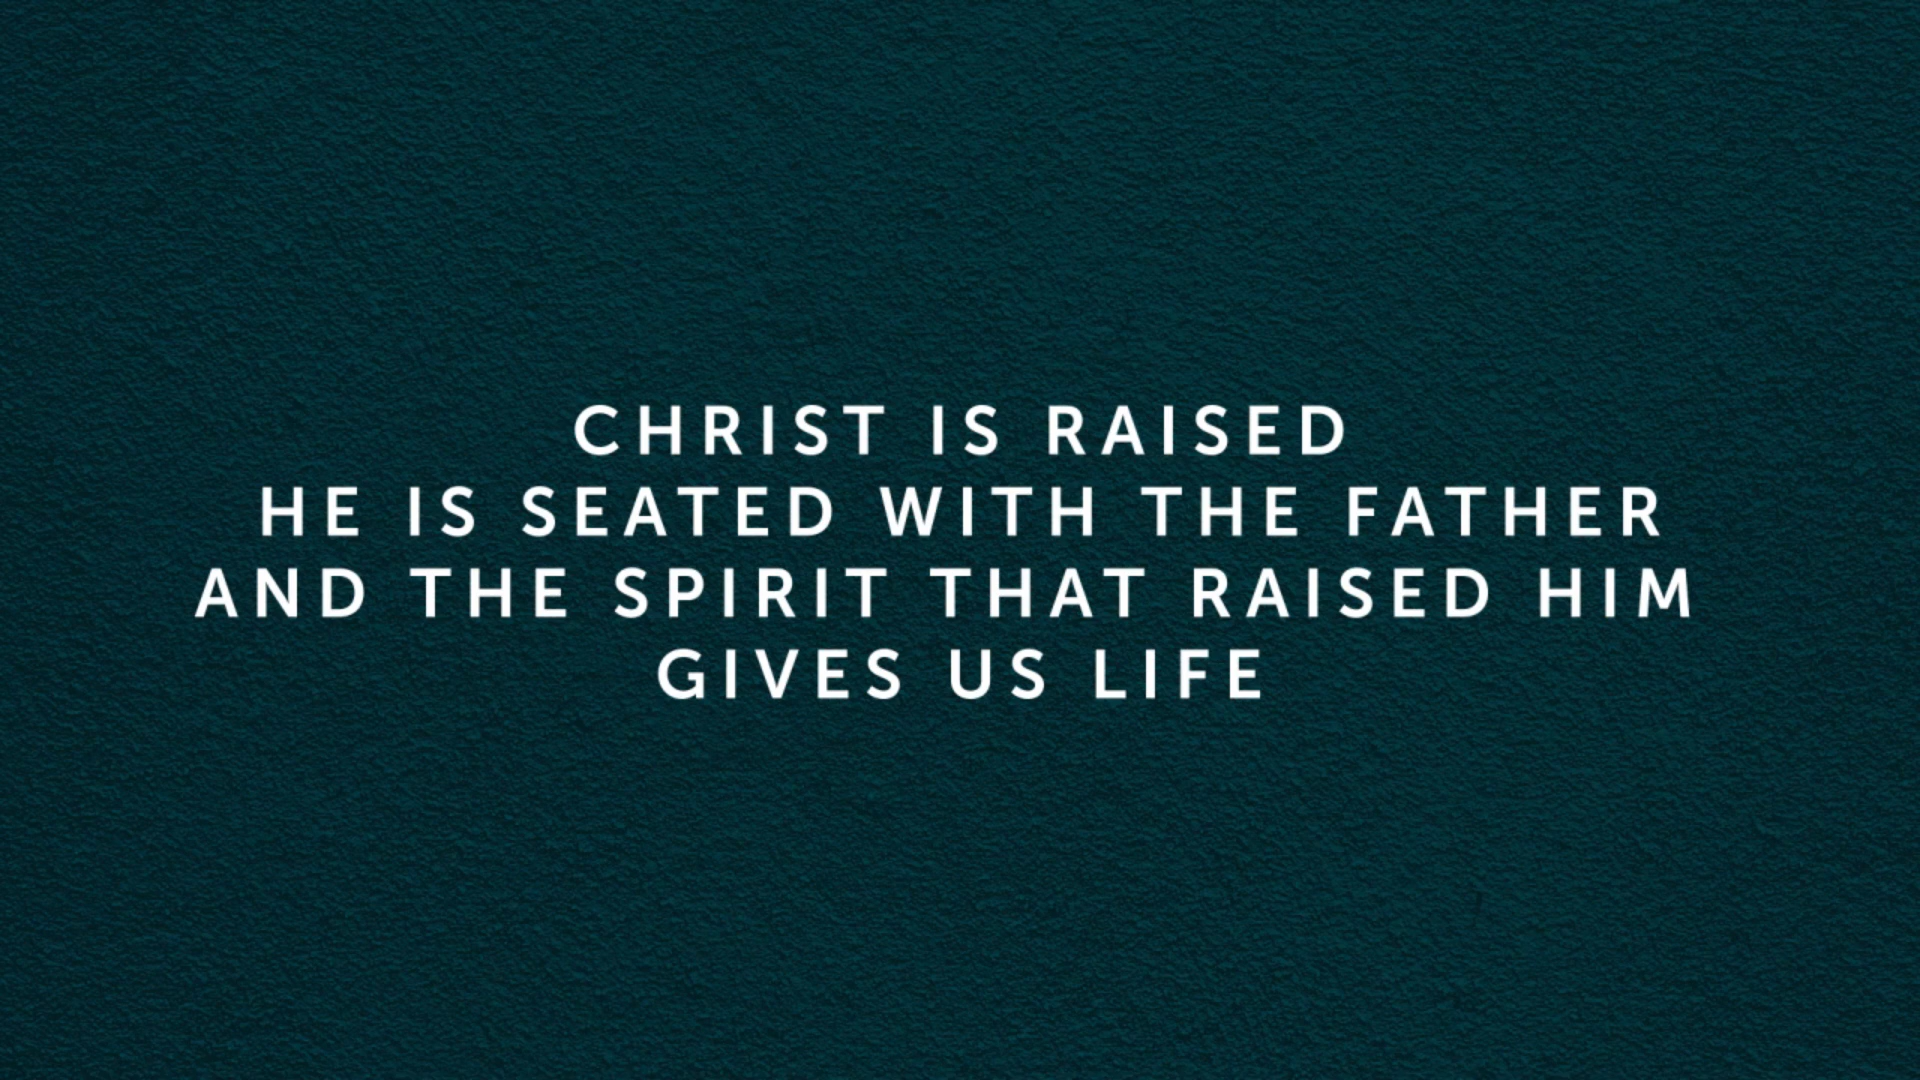 CHRIST IS RAISED
HE IS SEATED WITH THE FATHER
AND THE SPIRIT THAT RAISED HIM
GIVES US LIFE